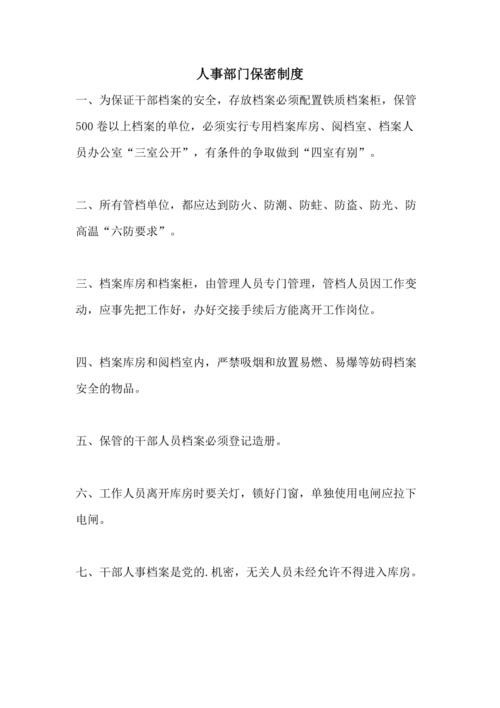 人事部门保密制度
一、为保证干部档案的安全，存放档案必须配置铁质档案柜，保管
500 卷以上档案的单位，必须实行专用档案库房、阅档室、档案人
员办公室“三室公开”，有条件的争取做到“四室有别”。
二、所有管档单位，都应达到防火、防潮、防蛀、防盗、防光、防
高温“六防要求”。
三、档案库房和档案柜，由管理人员专门管理，管档人员因工作变
动，应事先把工作好，办好交接手续后方能离开工作岗位。
四、档案库房和阅档室内，严禁吸烟和放置易燃、易爆等妨碍档案
安全的物品。
五、保管的干部人员档案必须登记造册。
六、工作人员离开库房时要关灯，锁好门窗，单独使用电闸应拉下
电闸。
七、干部人事档案是党的.机密，无关人员未经允许不得进入库房。